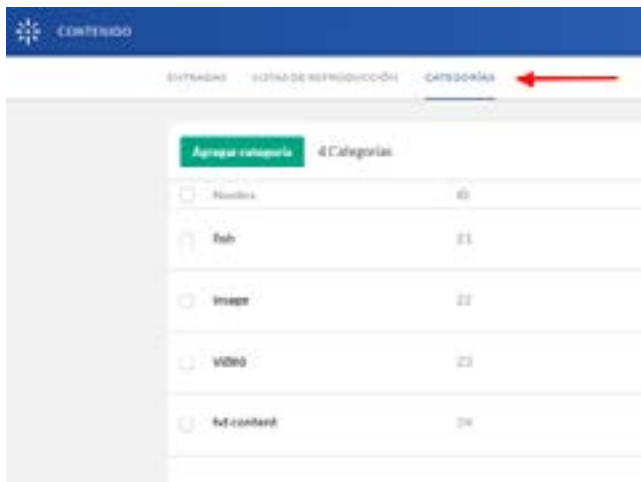 CONTENIDO
ENTRADAS LISTAS DE REPRODUCCIÓN CATEGORÍAS
Agregar categoría 4 Categorías
Nombre ID
fish 21
image 22
video 23
hd content 24